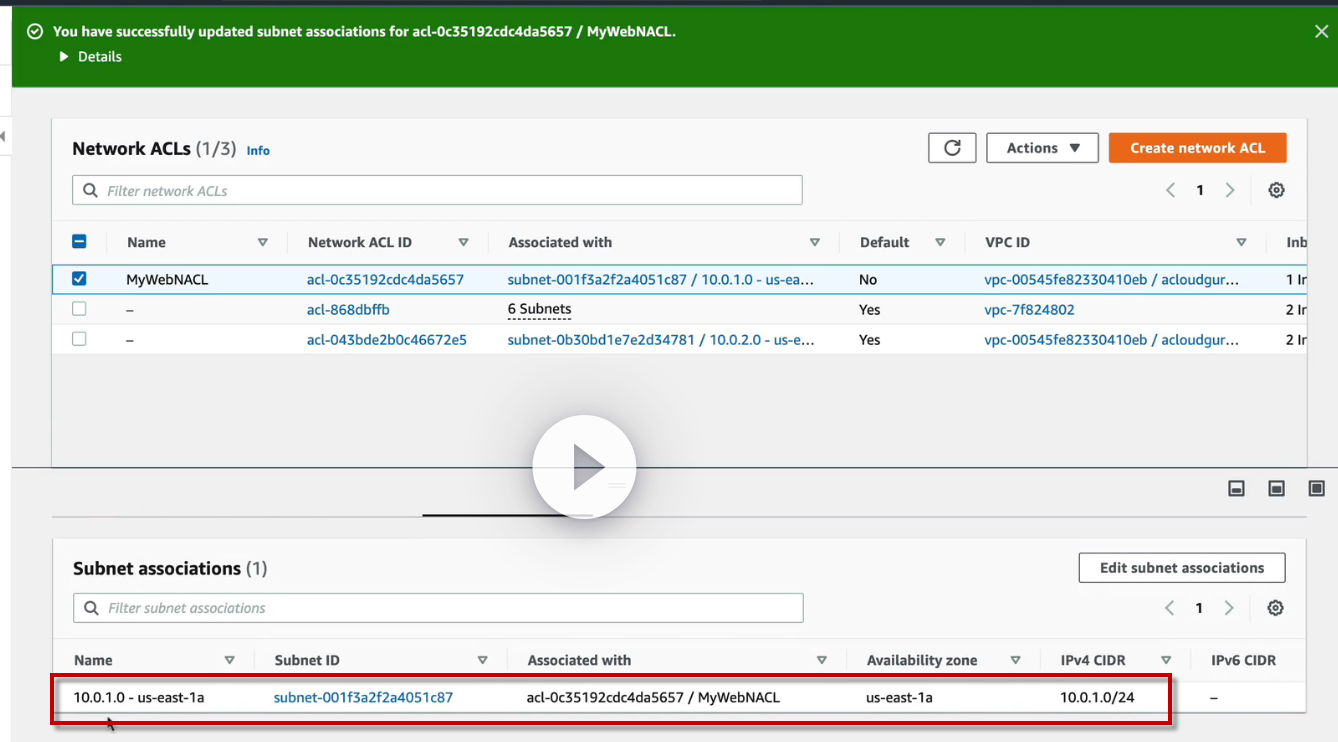 You have successfully updated subnet associations for acl-0c35192cdc4da5657 / MyWebNACL.
Details
Network ACLs (1/3) Info
Actions
Create network ACL
Filter network ACLs
1
Name Network ACL ID Associated with Default VPC ID Inb
MyWebNACL acl-0c35192cdc4da5657 subnet-001f3a2f2a4051c87 / 10.0.1.0 - us-ea... No vpc-00545fe82330410eb / acloudgur... 1 In
– acl-868dbffb 6 Subnets Yes vpc-7f824802 2 In
– acl-043bde2b0c46672e5 subnet-0b30bd1e7e2d34781 / 10.0.2.0 - us-e... Yes vpc-00545fe82330410eb / acloudgur... 2 In
Subnet associations (1)
Edit subnet associations
Filter subnet associations
1
Name Subnet ID Associated with Availability zone IPv4 CIDR IPv6 CIDR
10.0.1.0 - us-east-1a subnet-001f3a2f2a4051c87 acl-0c35192cdc4da5657 / MyWebNACL us-east-1a 10.0.1.0/24 –